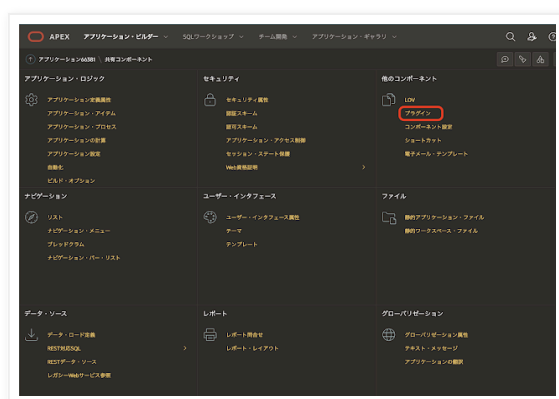 APEX アプリケーション・ビルダー SQLワークショップ チーム開発 アプリケーション・ギャラリ
アプリケーション66381 \ 共有コンポーネント
アプリケーション・ロジック
アプリケーション定義属性
アプリケーション・アイテム
アプリケーション・プロセス
アプリケーションの計算
アプリケーション設定
自動化
ビルド・オプション
セキュリティ
セキュリティ属性
認証スキーム
認可スキーム
アプリケーション・アクセス制御
セッション・ステート保護
Web資格証明
他のコンポーネント
LOV
プラグイン
コンポーネント設定
ショートカット
電子メール・テンプレート
ナビゲーション
リスト
ナビゲーション・メニュー
ブレッドクラム
ナビゲーション・バー・リスト
ユーザー・インタフェース
ユーザー・インタフェース属性
テーマ
テンプレート
ファイル
静的アプリケーション・ファイル
静的ワークスペース・ファイル
データ・ソース
データ・ロード定義
REST対応SQL
RESTデータ・ソース
レガシーWebサービス参照
レポート
レポート問合せ
レポート・レイアウト
グローバリゼーション
グローバリゼーション属性
テキスト・メッセージ
アプリケーションの翻訳